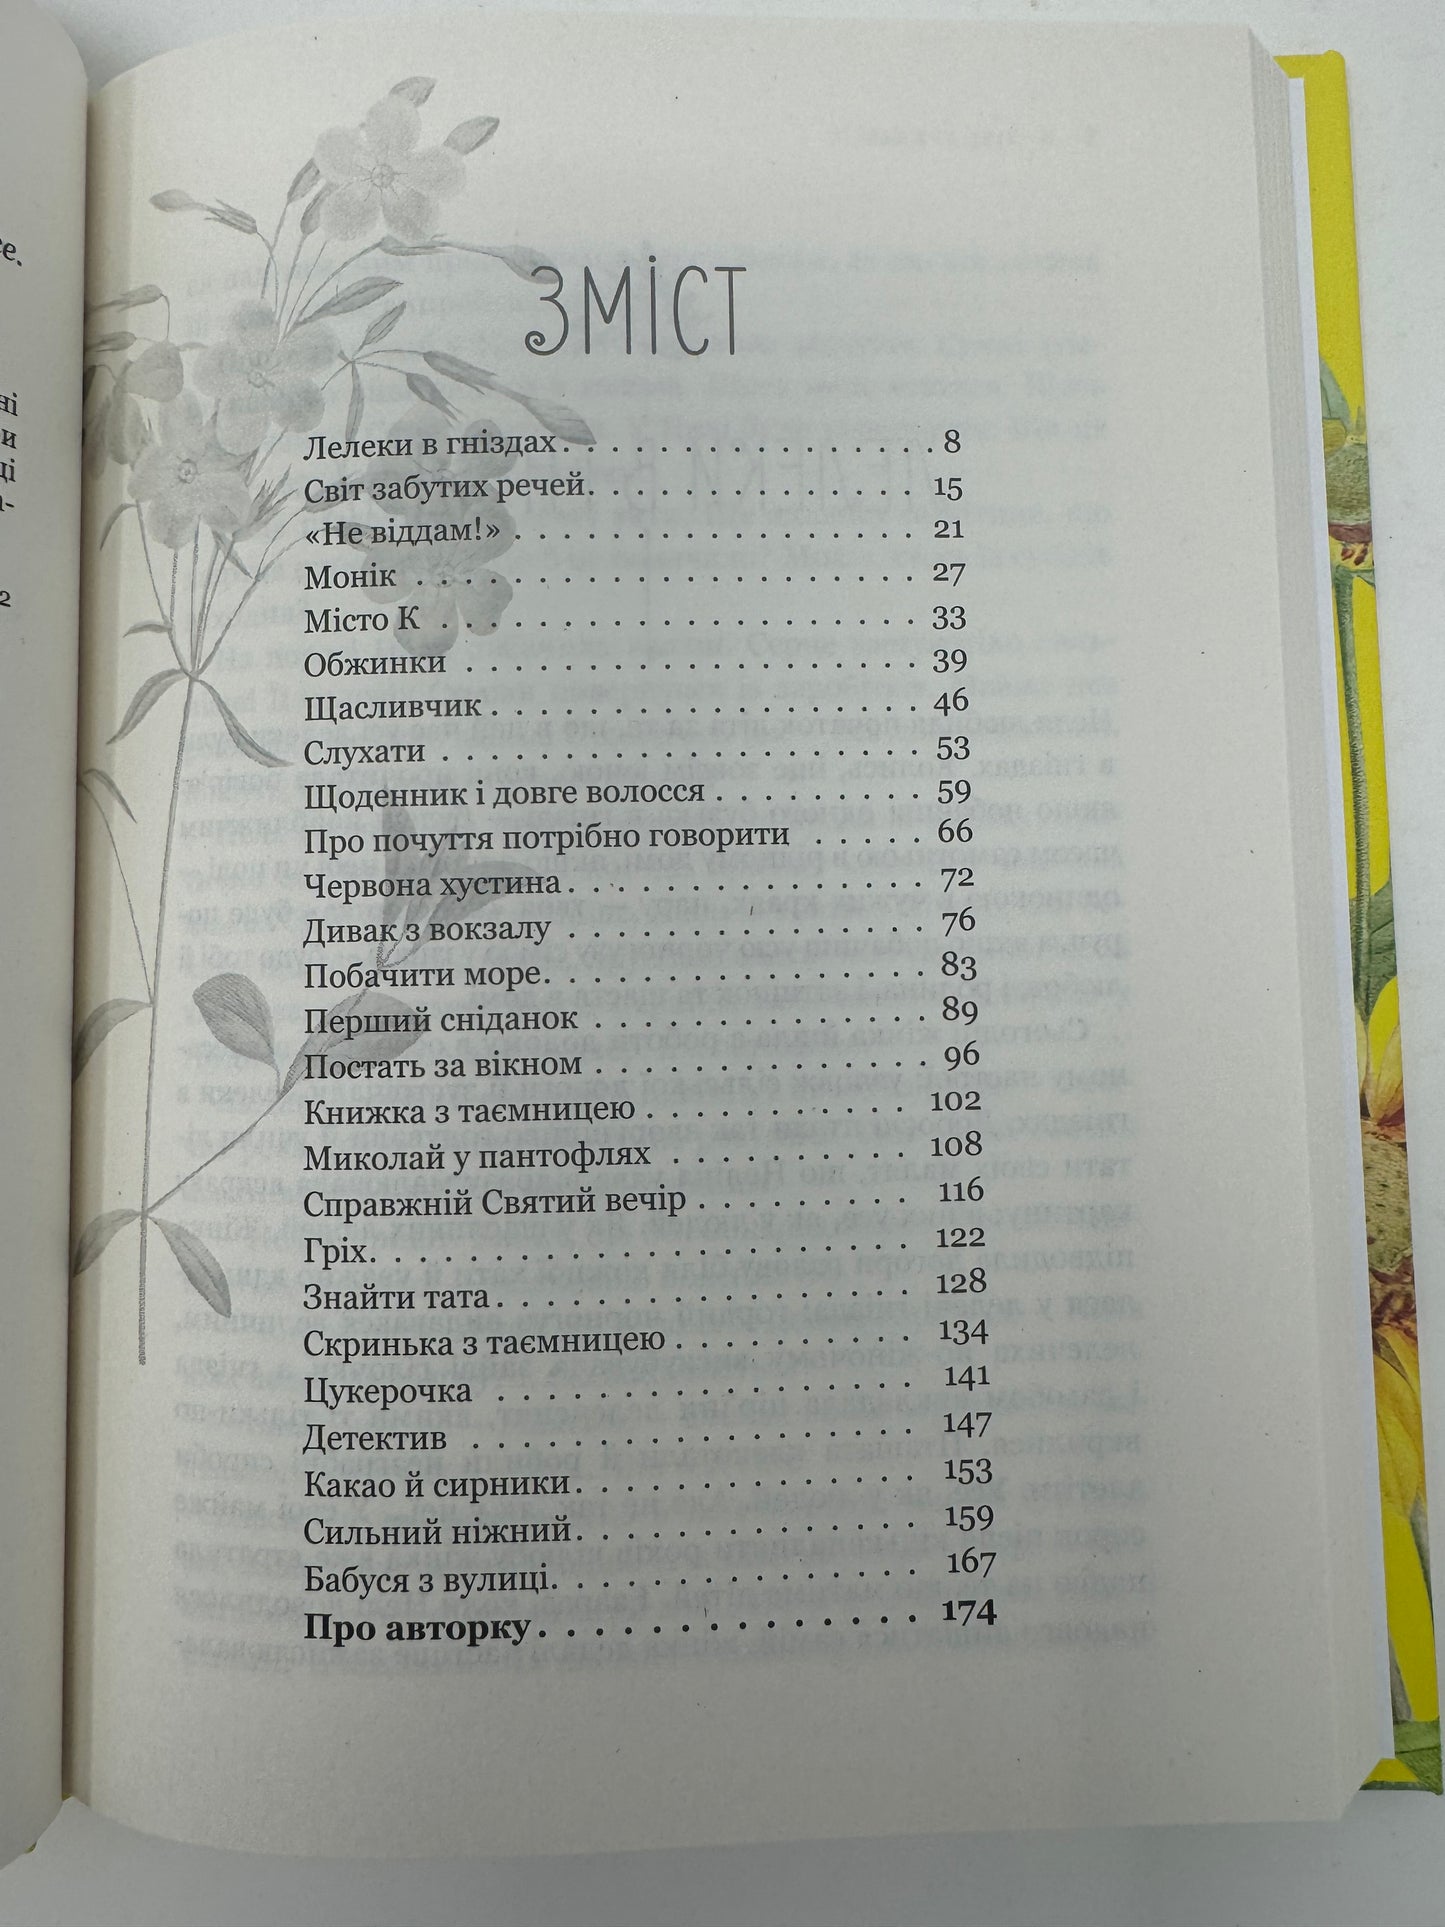 се.
ні
и
ці
а-
2
ЗМІСТ
Лелеки в гніздах. . . . . . . . . . . . . . . . . . 8
Світ забутих речей. . . . . . . . . . . . . . . . 15
«Не віддам!» . . . . . . . . . . . . . . . . . . . 21
Монік . . . . . . . . . . . . . . . . . . . . . . . . 27
Місто К . . . . . . . . . . . . . . . . . . . . . . 33
Обжинки . . . . . . . . . . . . . . . . . . . . . 39
Щасливчик . . . . . . . . . . . . . . . . . . . . 46
Слухати . . . . . . . . . . . . . . . . . . . . . . 53
Щоденник і довге волосся . . . . . . . . . 59
Про почуття потрібно говорити . . . . . 66
Червона хустина . . . . . . . . . . . . . . . . 72
Дивак з вокзалу . . . . . . . . . . . . . . . . 76
Побачити море. . . . . . . . . . . . . . . . . . 83
Перший сніданок . . . . . . . . . . . . . . . 89
Постать за вікном . . . . . . . . . . . . . . . 96
Книжка з таємницею . . . . . . . . . . . . 102
Миколай у пантофлях . . . . . . . . . . . 108
Справжній Святий вечір . . . . . . . . . . 116
Гріх. . . . . . . . . . . . . . . . . . . . . . . . . . 122
Знайти тата . . . . . . . . . . . . . . . . . . . 128
Скринька з таємницею . . . . . . . . . . . 134
Цукерочка . . . . . . . . . . . . . . . . . . . . 141
Детектив . . . . . . . . . . . . . . . . . . . . . 147
Какао й сирники . . . . . . . . . . . . . . . . 153
Сильний ніжний. . . . . . . . . . . . . . . . . 159
Бабуся з вулиці. . . . . . . . . . . . . . . . . . 167
Про авторку . . . . . . . . . . . . . . . . . . 174